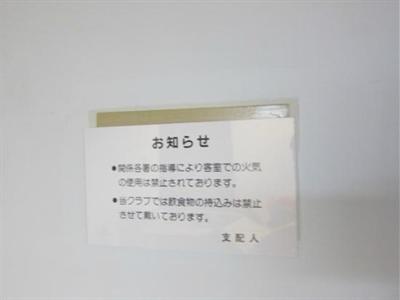 お知らせ
●関係各署の指導により客室での火気
の使用は禁止されております。
●当クラブでは飲食物の持込みは禁止
させて戴いております。
支配人